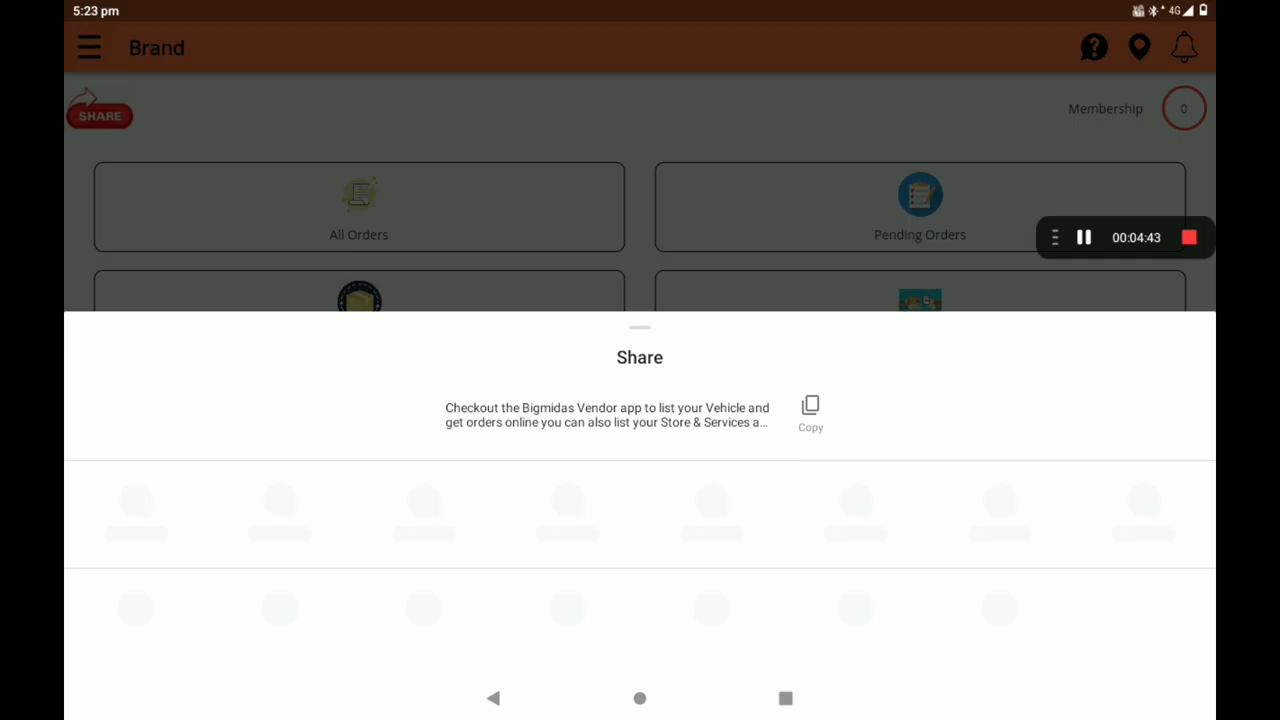 5:23 pm
4G
Brand
SHARE
Membership
0
All Orders
Pending Orders
00:04:43
Share
Checkout the Bigmidas Vendor app to list your Vehicle and
get orders online you can also list your Store & Services a...
Copy